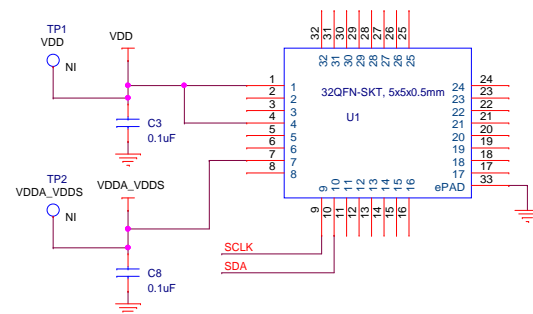 TP1
VDD
NI
VDD
C3
0.1uF
TP2
VDDA_VDDS
NI
VDDA_VDDS
C8
0.1uF
32 31 30 29 28 27 26 25
32 31 30 29 28 27 26 25
32QFN-SKT, 5x5x0.5mm
U1
1 1
2 2
3 3
4 4
5 5
6 6
7 7
8 8
24 24
23 23
22 22
21 21
20 20
19 19
18 18
17 17
ePAD 33
9 10 11 12 13 14 15 16
9 10 11 12 13 14 15 16
SCLK
SDA